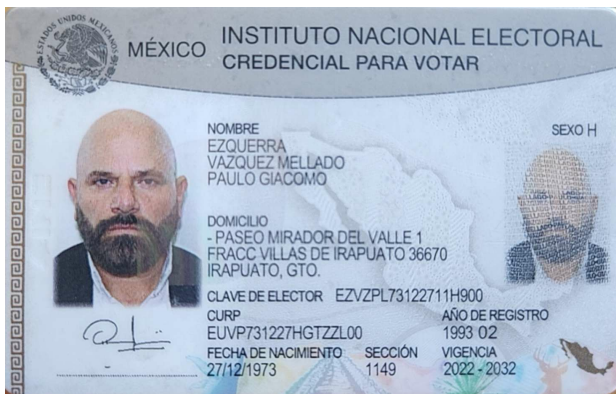 ESTADOS UNIDOS MEXICANOS
MÉXICO INSTITUTO NACIONAL ELECTORAL
CREDENCIAL PARA VOTAR
NOMBRE
SEXO H
EZQUERRA
VAZQUEZ MELLADO
PAULO GIACOMO
DOMICILIO
- PASEO MIRADOR DEL VALLE 1
FRACC VILLAS DE IRAPUATO 36670
IRAPUATO, GTO.
CLAVE DE ELECTOR EZVZPL73122711H900
CURP
AÑO DE REGISTRO
EUVP731227HGTZZL00
1993 02
FECHA DE NACIMIENTO SECCIÓN VIGENCIA
27/12/1973 1149 2022 - 2032